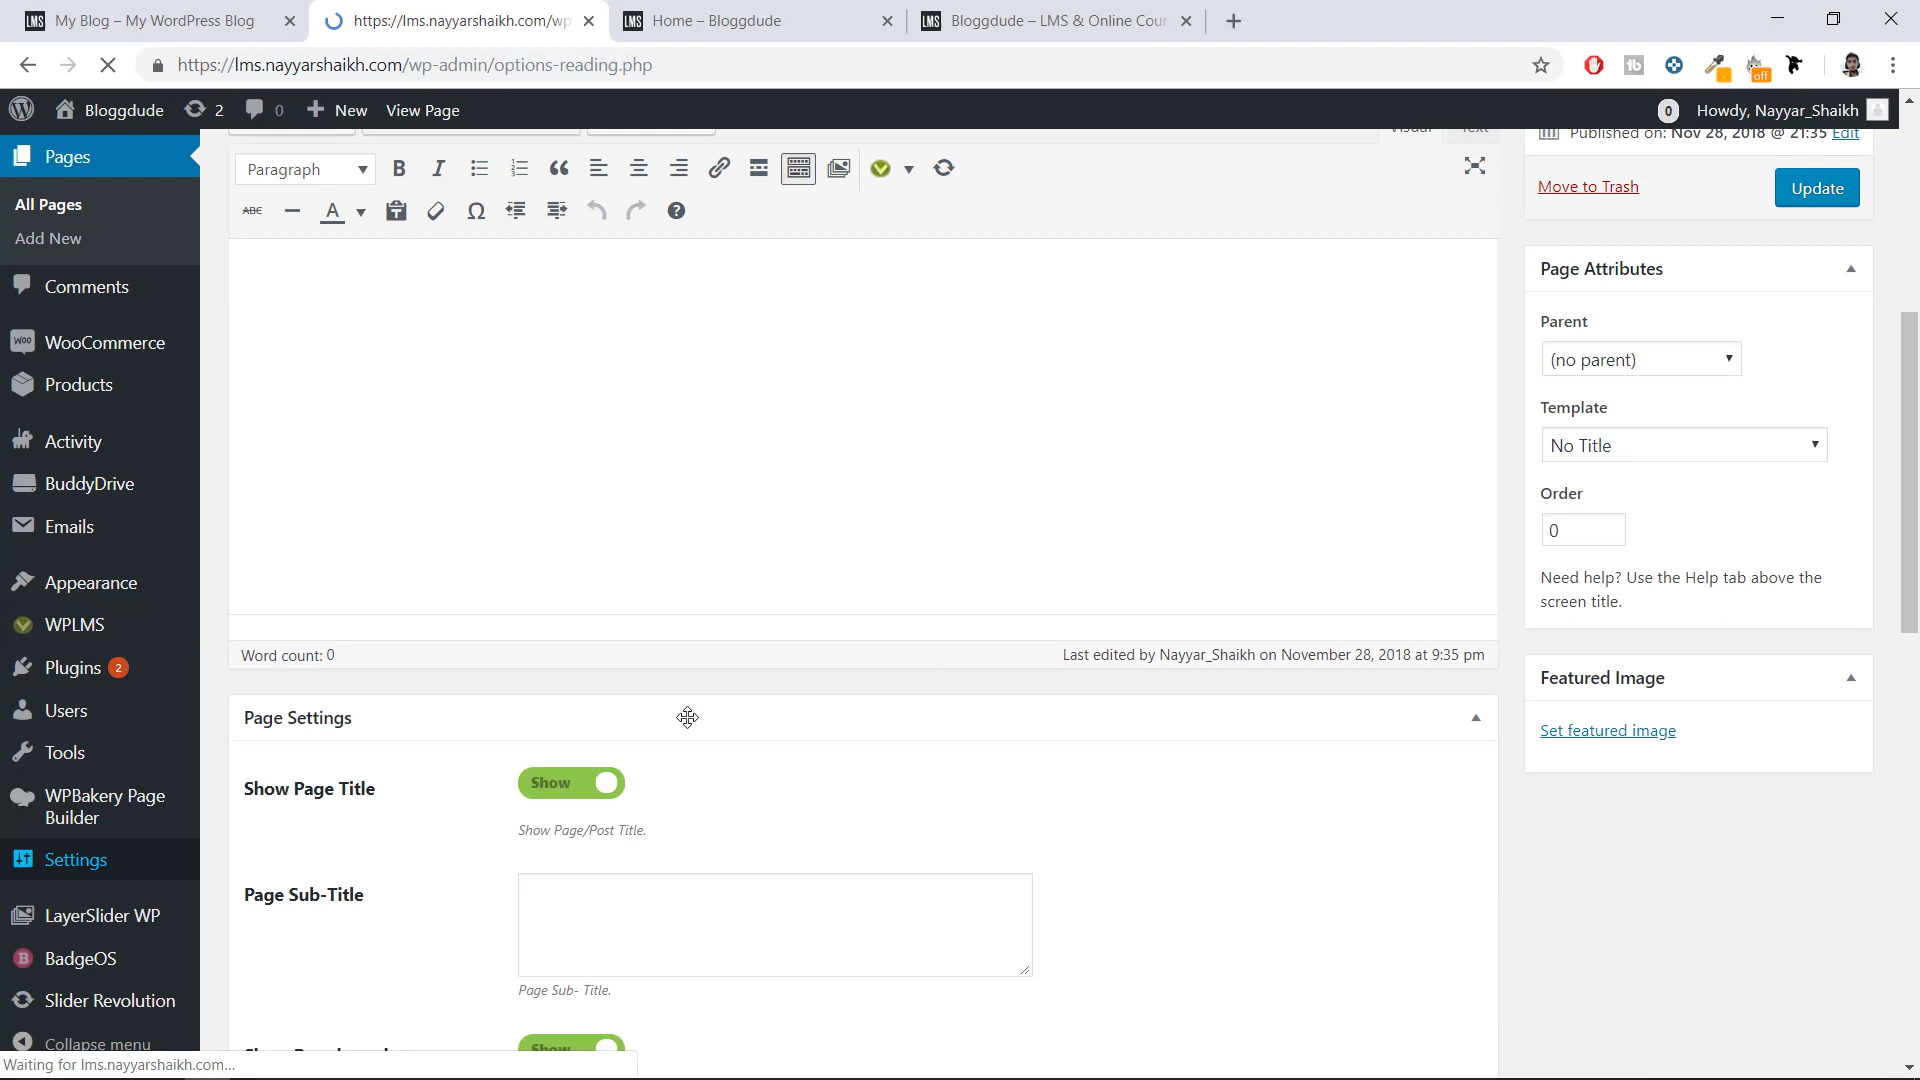 My Blog – My WordPress Blog
https://lms.nayyarshaikh.com/wp
Home – Bloggdude
Bloggdude – LMS & Online Cour
https://lms.nayyarshaikh.com/wp-admin/options-reading.php
Bloggdude
2
0
New
View Page
0
Howdy, Nayyar_Shaikh
Pages
All Pages
Add New
Comments
WooCommerce
Products
Activity
BuddyDrive
Emails
Appearance
WPLMS
Plugins 2
Users
Tools
WPBakery Page
Builder
Settings
LayerSlider WP
BadgeOS
Slider Revolution
Collapse menu
Visual
Text
Paragraph
B
I
ABC
A
Word count: 0
Last edited by Nayyar_Shaikh on November 28, 2018 at 9:35 pm
Page Settings
Show Page Title
Show
Show Page/Post Title.
Page Sub-Title
Page Sub- Title.
Show
Published on: Nov 28, 2018 @ 21:35 Edit
Move to Trash
Update
Page Attributes
Parent
(no parent)
Template
No Title
Order
0
Need help? Use the Help tab above the
screen title.
Featured Image
Set featured image
Waiting for lms.nayyarshaikh.com...